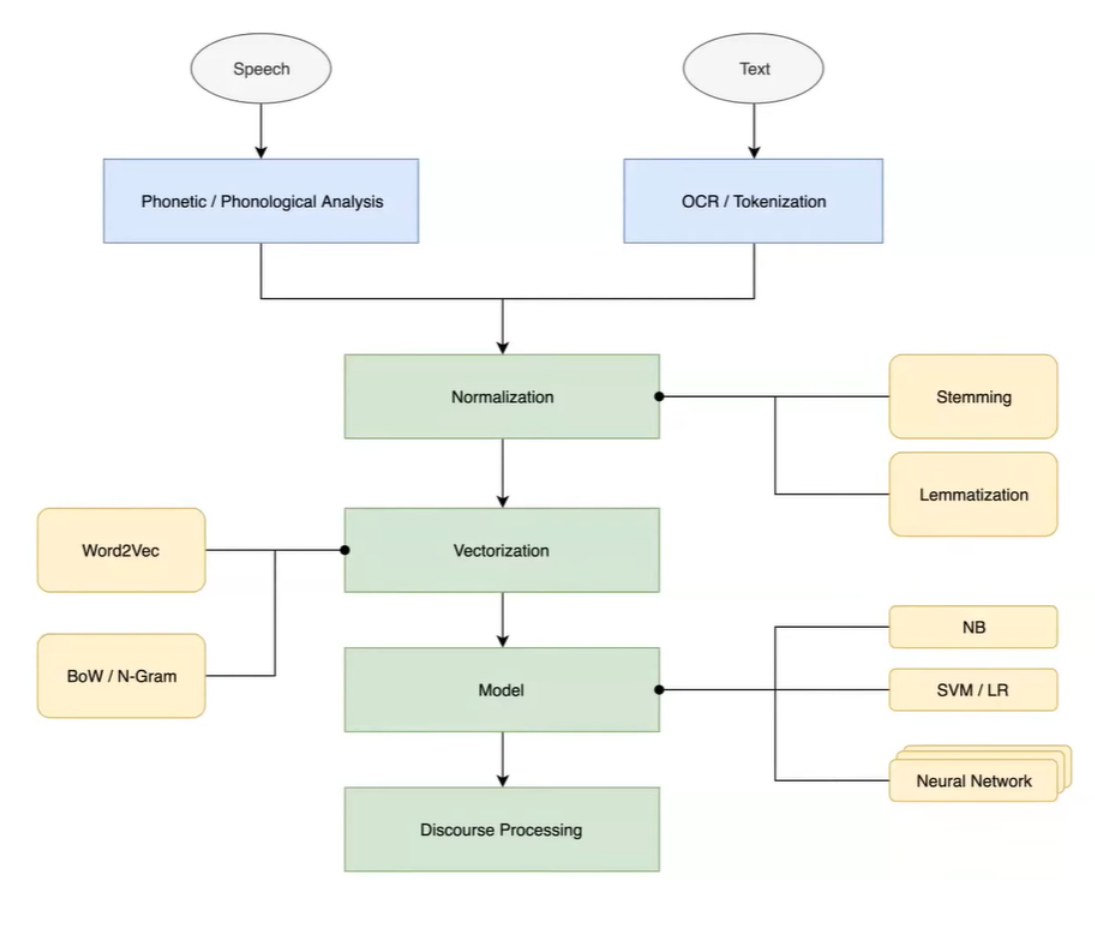 Speech
Text
Phonetic / Phonological Analysis
OCR / Tokenization
Normalization
Stemming
Lemmatization
Word2Vec
Vectorization
BoW / N-Gram
NB
Model
SVM / LR
Neural Network
Discourse Processing